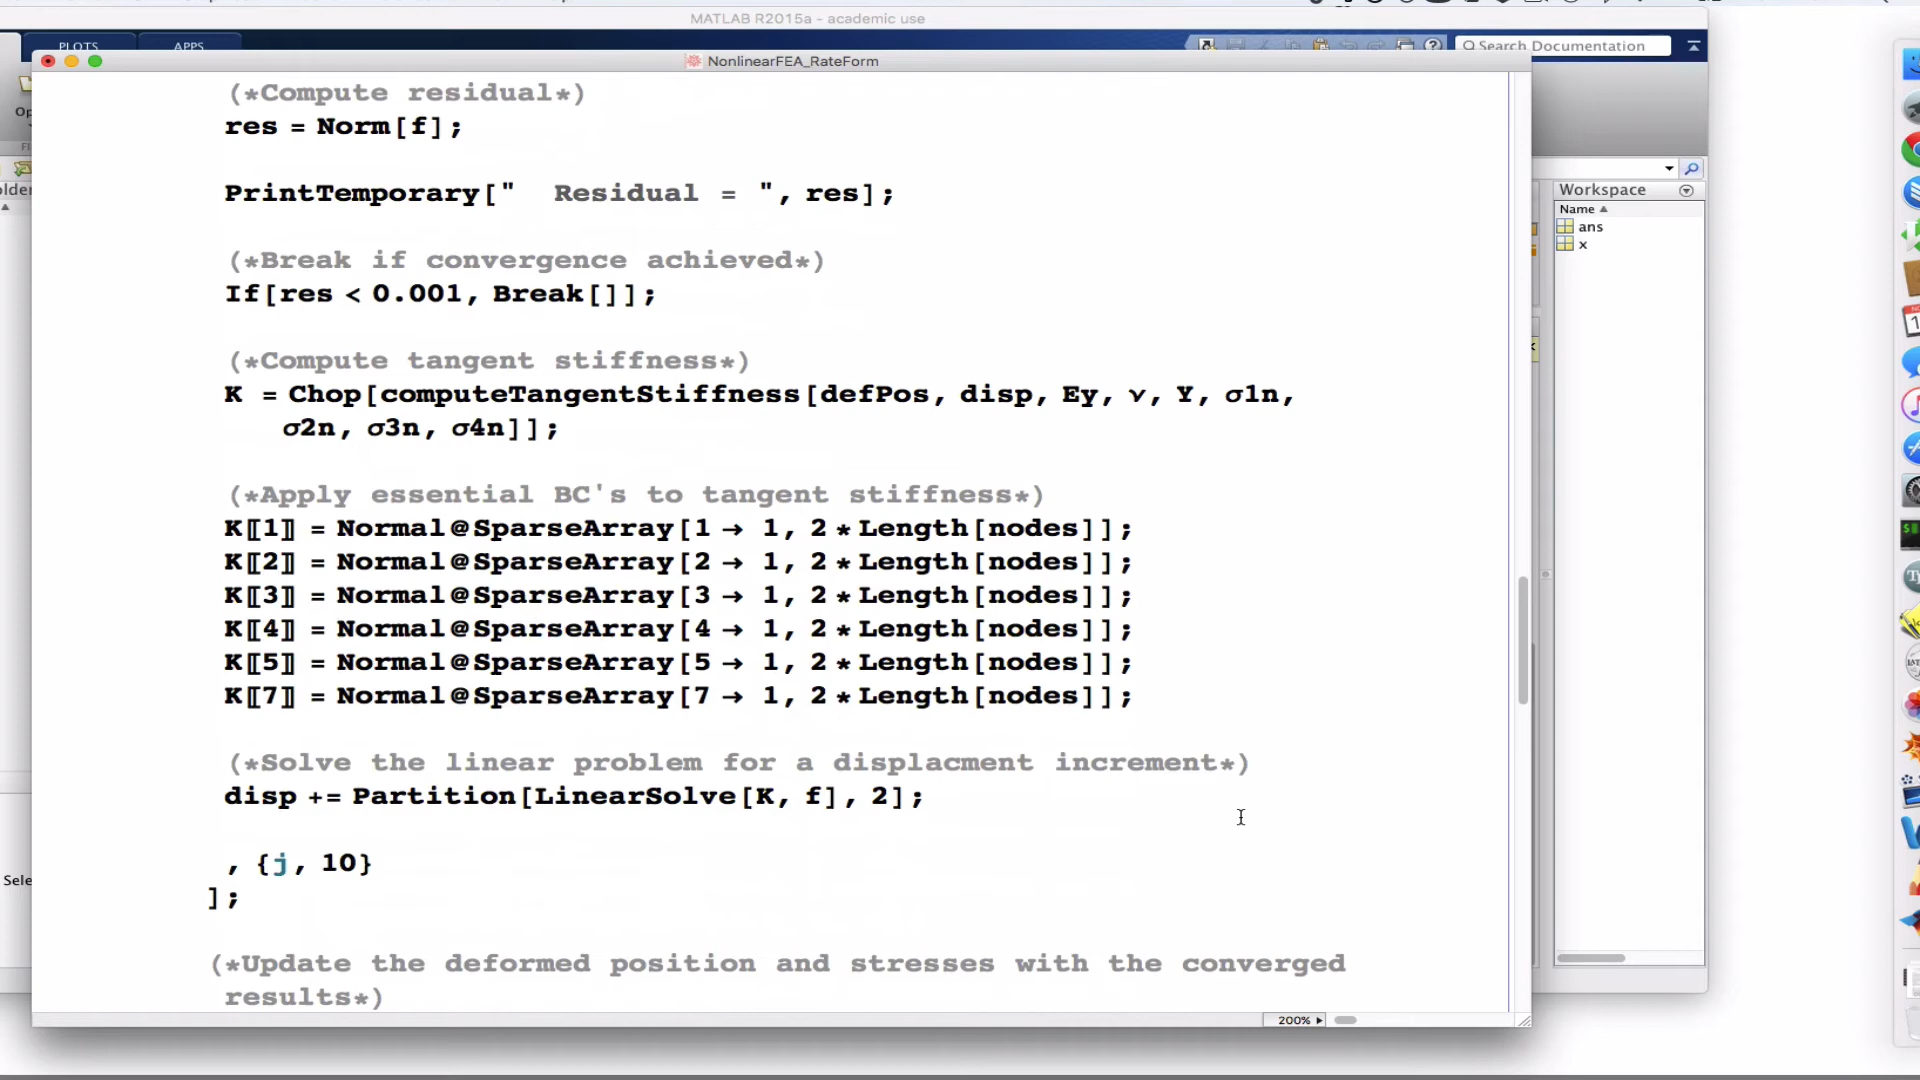 MATLAB R2015a - academic use
PLOTS
APPS
Search Documentation
NonlinearFEA_RateForm
(*Compute residual*)
res = Norm[f];
PrintTemporary["  Residual = ", res];
(*Break if convergence achieved*)
If[res < 0.001, Break[]];
(*Compute tangent stiffness*)
K = Chop[computeTangentStiffness[defPos, disp, Ey, ν, Y, σ1n,
σ2n, σ3n, σ4n]];
(*Apply essential BC's to tangent stiffness*)
K〚1〛 = Normal@SparseArray[1 → 1, 2*Length[nodes]];
K〚2〛 = Normal@SparseArray[2 → 1, 2*Length[nodes]];
K〚3〛 = Normal@SparseArray[3 → 1, 2*Length[nodes]];
K〚4〛 = Normal@SparseArray[4 → 1, 2*Length[nodes]];
K〚5〛 = Normal@SparseArray[5 → 1, 2*Length[nodes]];
K〚7〛 = Normal@SparseArray[7 → 1, 2*Length[nodes]];
(*Solve the linear problem for a displacment increment*)
disp += Partition[LinearSolve[K, f], 2];
, {j, 10}
];
(*Update the deformed position and stresses with the converged
results*)
200%
Workspace
Name
ans
x
Sele